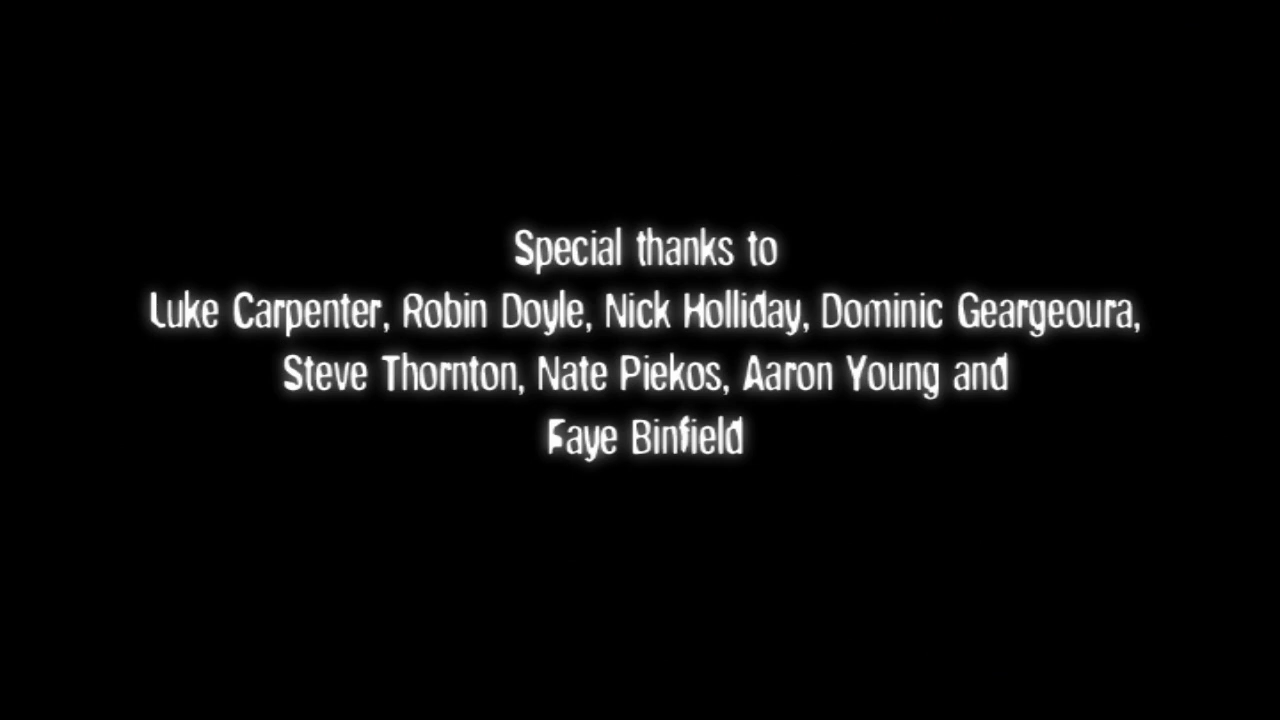 Special thanks to
Luke Carpenter, Robin Doyle, Nick Holliday, Dominic Geargeoura,
Steve Thornton, Nate Piekos, Aaron Young and
Faye Binfield